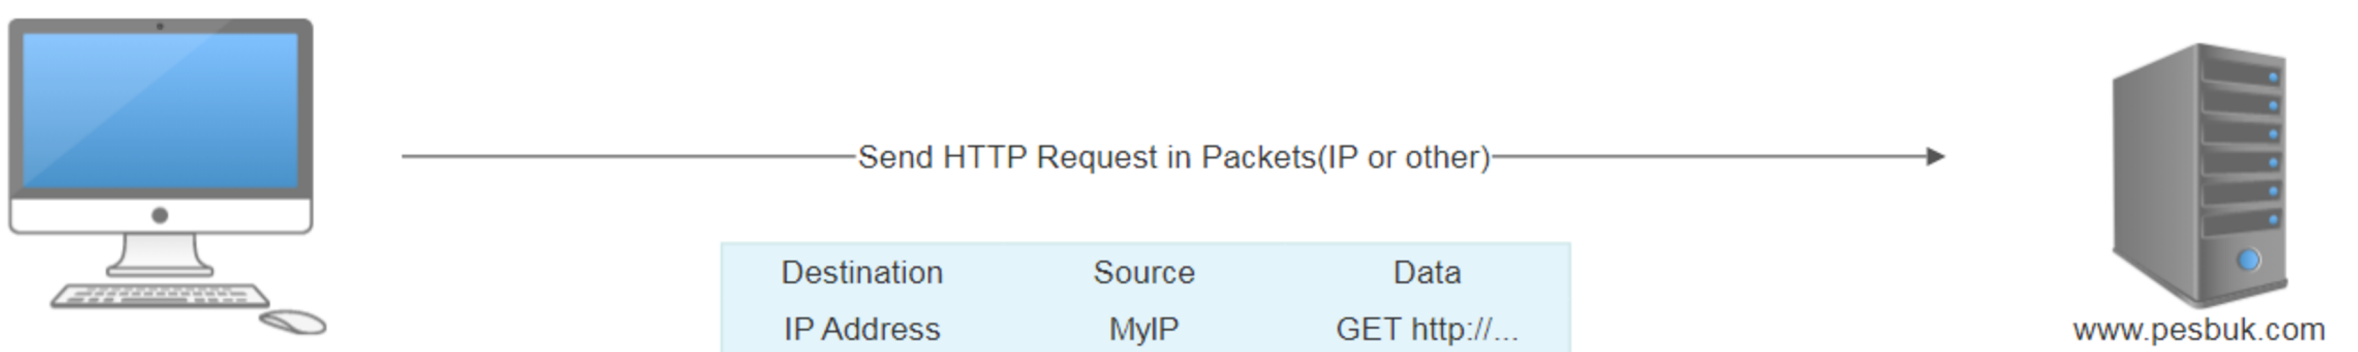 Send HTTP Request in Packets(IP or other)
Destination Source Data
IP Address MyIP GET http://...
www.pesbuk.com